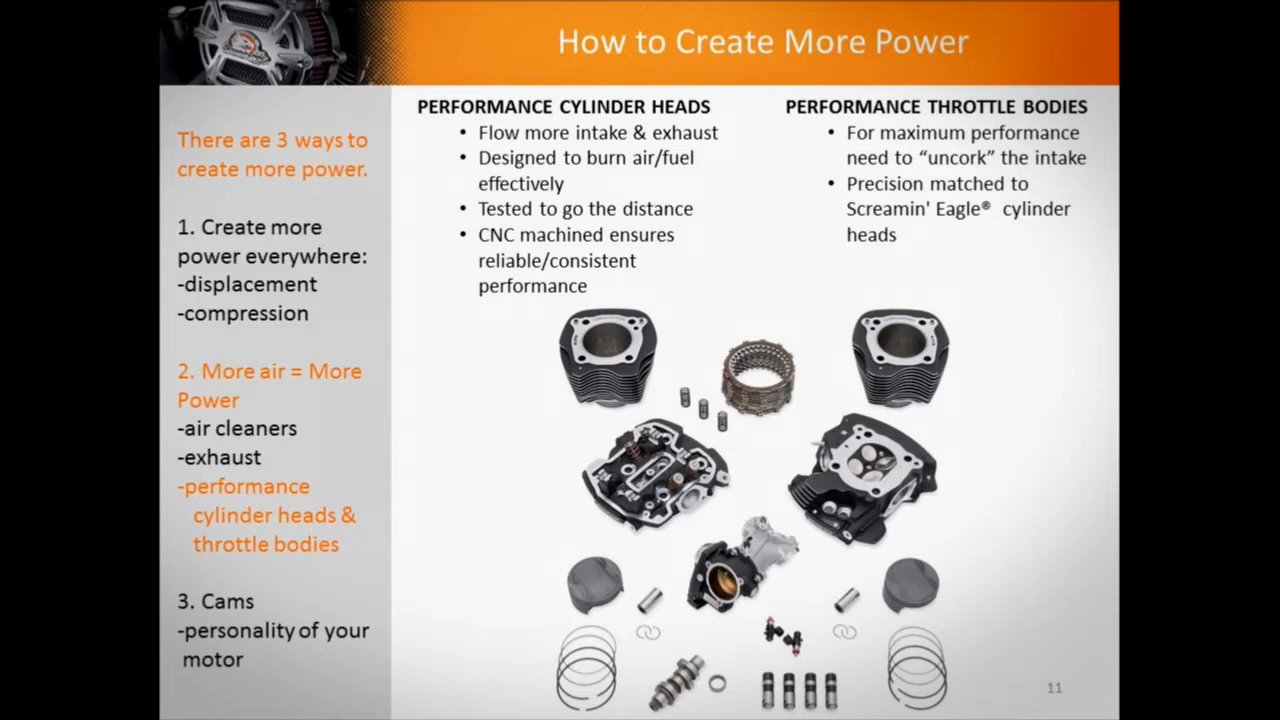 How to Create More Power
There are 3 ways to
create more power.
1. Create more
power everywhere:
-displacement
-compression
2. More air = More
Power
-air cleaners
-exhaust
-performance
cylinder heads &
throttle bodies
3. Cams
-personality of your
motor
PERFORMANCE CYLINDER HEADS
• Flow more intake & exhaust
• Designed to burn air/fuel
effectively
• Tested to go the distance
• CNC machined ensures
reliable/consistent
performance
PERFORMANCE THROTTLE BODIES
• For maximum performance
need to “uncork” the intake
• Precision matched to
Screamin' Eagle® cylinder
heads
11